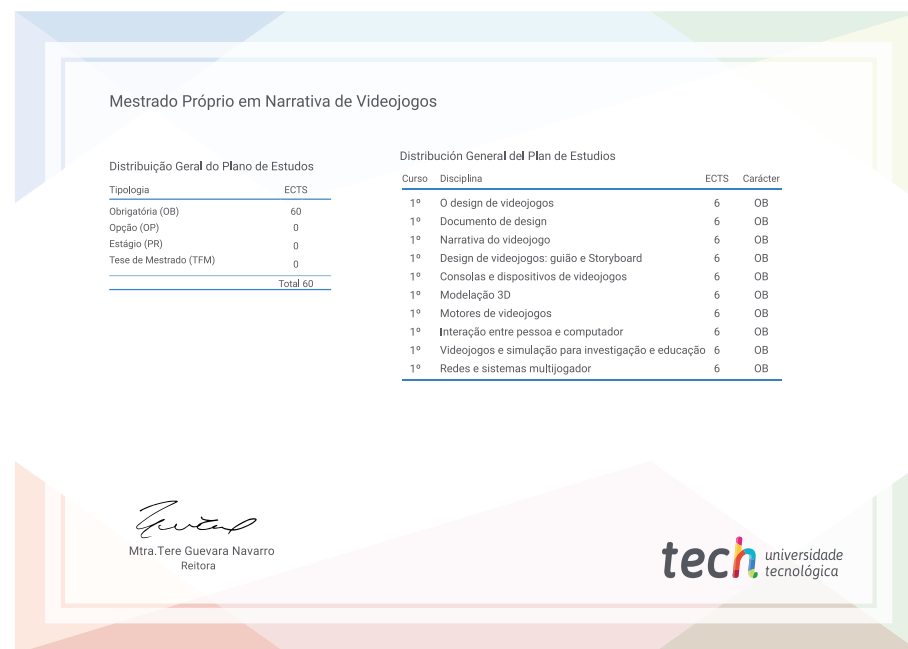 Mestrado Próprio em Narrativa de Videojogos
Distribuição Geral do Plano de Estudos
Tipologia ECTS
Obrigatória (OB) 60
Opção (OP) 0
Estágio (PR) 0
Tese de Mestrado (TFM) 0
Total 60
Distribución General del Plan de Estudios
Curso Disciplina ECTS Carácter
1º O design de videojogos 6 OB
1º Documento de design 6 OB
1º Narrativa do videojogo 6 OB
1º Design de videojogos: guião e Storyboard 6 OB
1º Consolas e dispositivos de videojogos 6 OB
1º Modelação 3D 6 OB
1º Motores de videojogos 6 OB
1º Interação entre pessoa e computador 6 OB
1º Videojogos e simulação para investigação e educação 6 OB
1º Redes e sistemas multijogador 6 OB
Mtra.Tere Guevara Navarro
Reitora
tech universidade
tecnológica